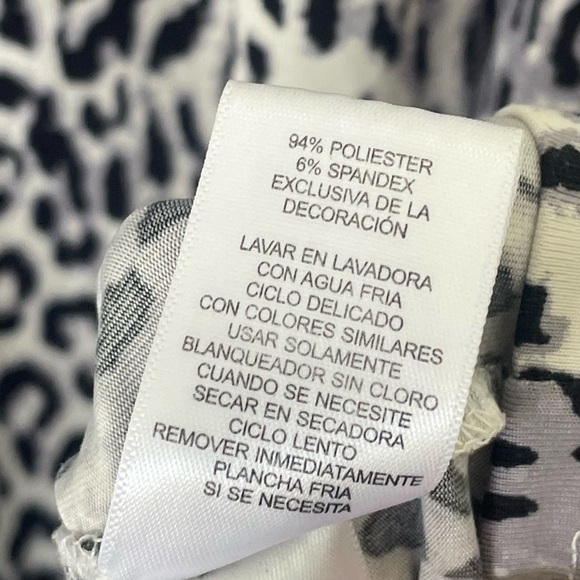 94% POLIESTER
6% SPANDEX
EXCLUSIVA DE LA
DECORACIÓN
LAVAR EN LAVADORA
CON AGUA FRIA
CICLO DELICADO
CON COLORES SIMILARES
USAR SOLAMENTE
BLANQUEADOR SIN CLORO
CUANDO SE NECESITE
SECAR EN SECADORA
CICLO LENTO
REMOVER INMEDIATAMENTE
PLANCHA FRIA
SI SE NECESITA